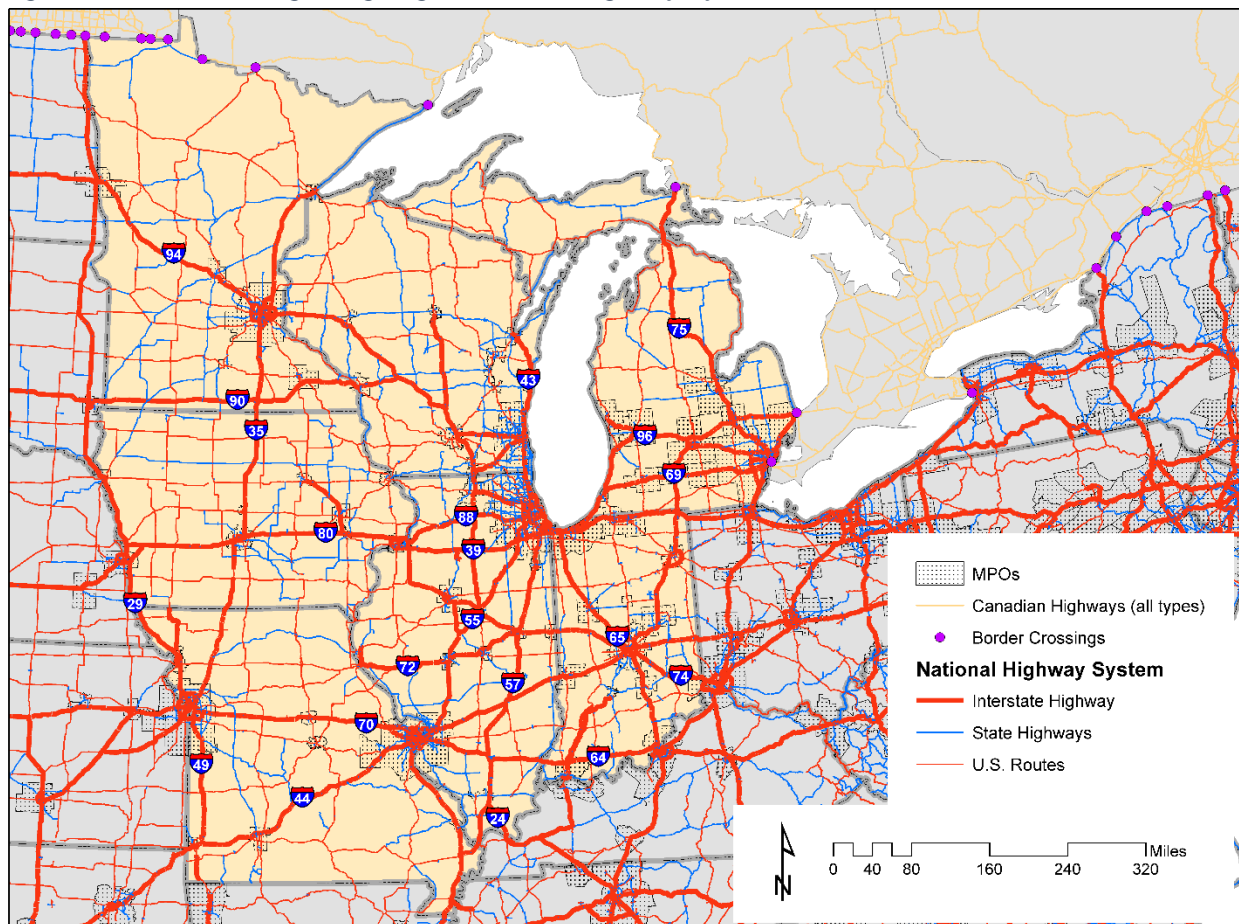 94
75
43
90
35
96
69
88
80
39
29
55
65
72
74
57
70
64
49
44
24
MPOs
Canadian Highways (all types)
Border Crossings
National Highway System
Interstate Highway
State Highways
U.S. Routes
N
Miles
0 40 80 160 240 320